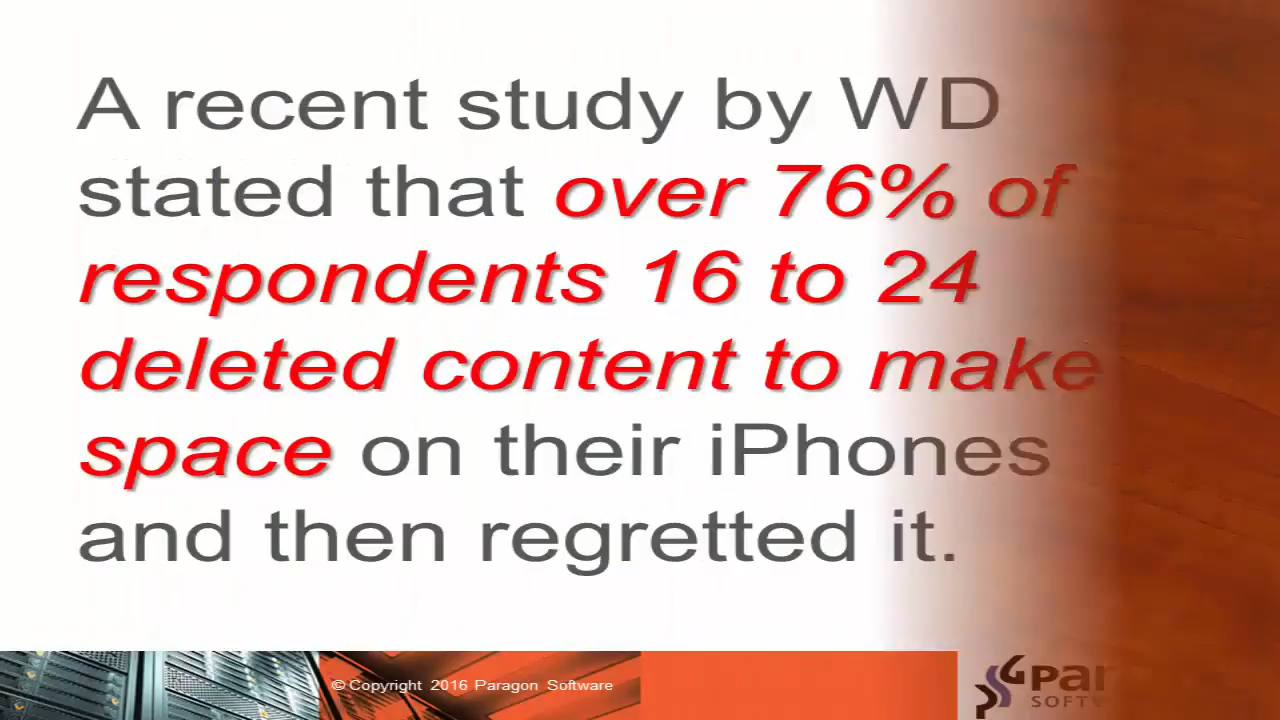 A recent study by WD
stated that over 76% of
respondents 16 to 24
deleted content to make
space on their iPhones
and then regretted it.
© Copyright 2016 Paragon Software